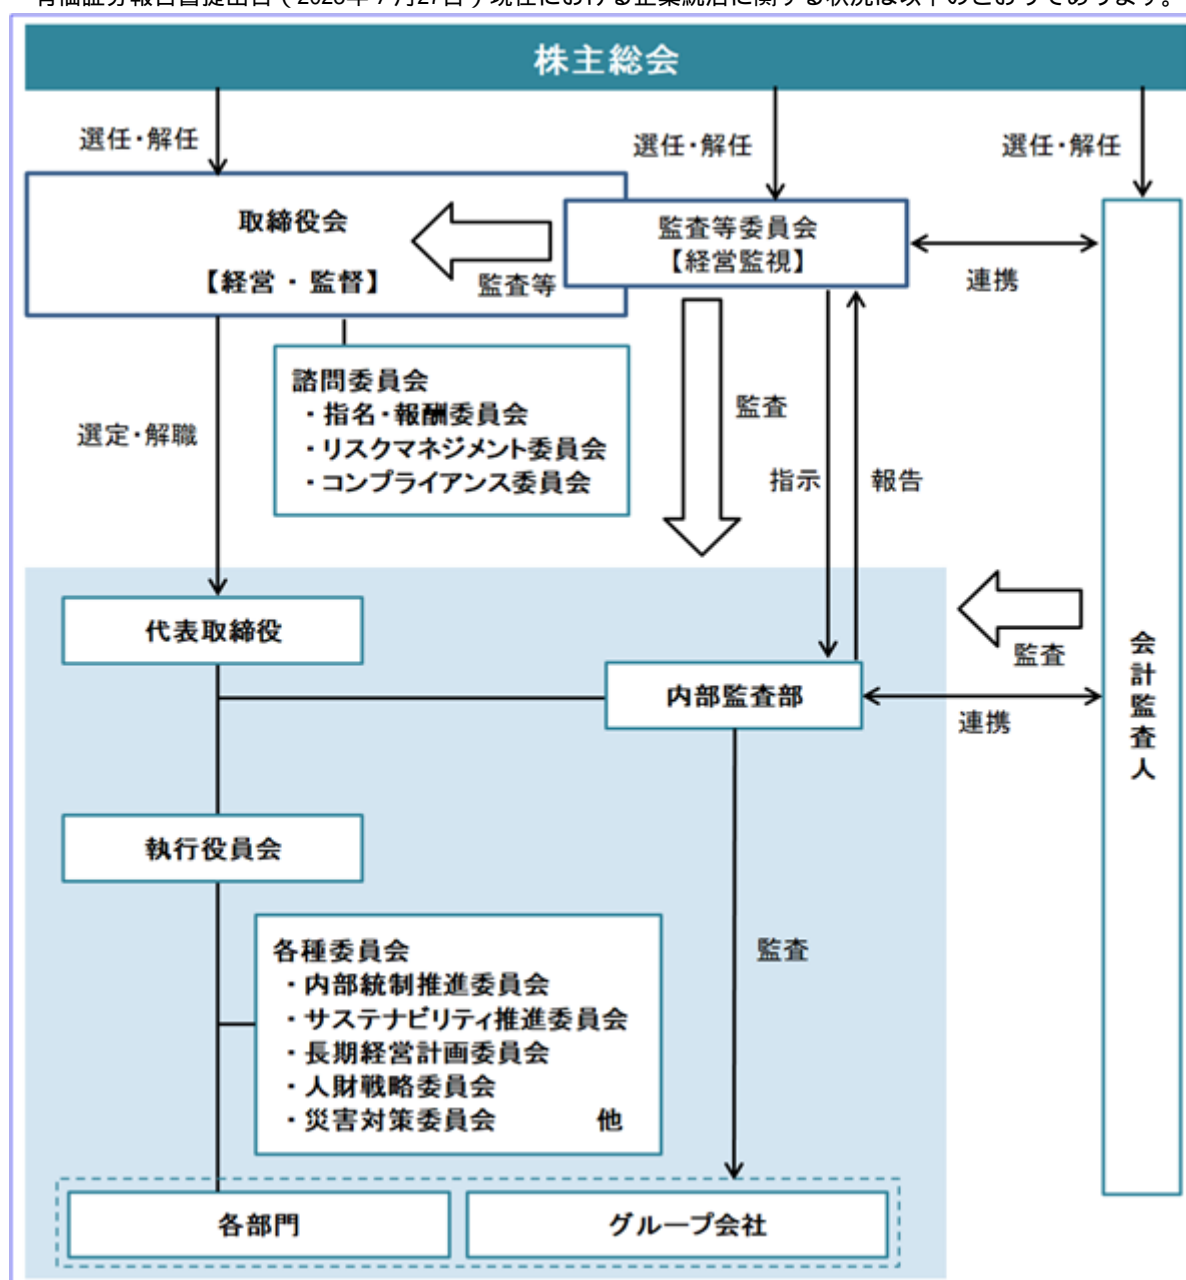 株主総会
選任・解任
選任・解任
選任・解任
取締役会
【経営・監督】
監査等
監査等委員会
【経営監視】
連携
諮問委員会
・指名・報酬委員会
・リスクマネジメント委員会
・コンプライアンス委員会
選定・解職
監査
指示
報告
代表取締役
内部監査部
監査
連携
会計監査人
執行役員会
各種委員会
・内部統制推進委員会
・サステナビリティ推進委員会
・長期経営計画委員会
・人財戦略委員会
・災害対策委員会 他
監査
各部門
グループ会社